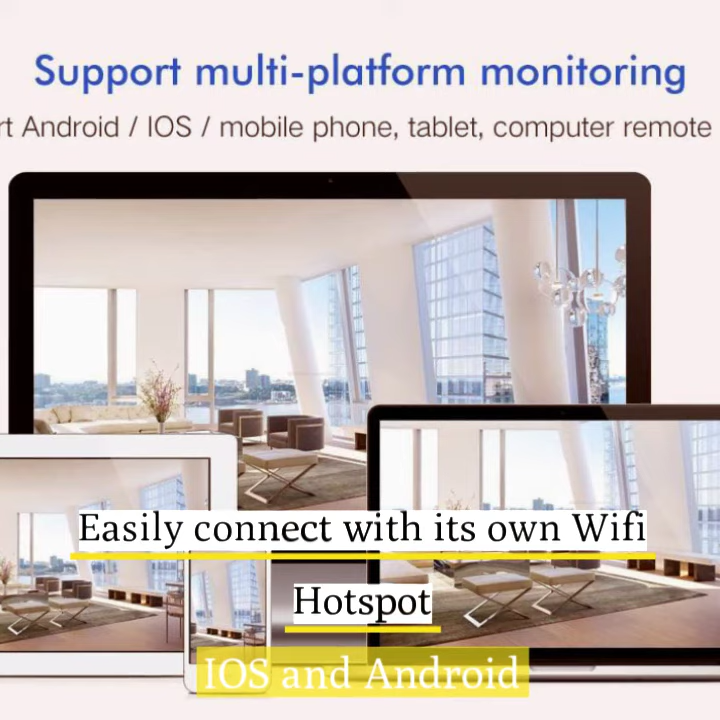 Support multi-platform monitoring
rt Android / IOS / mobile phone, tablet, computer remote
Easily connect with its own Wifi
Hotspot
IOS and Android